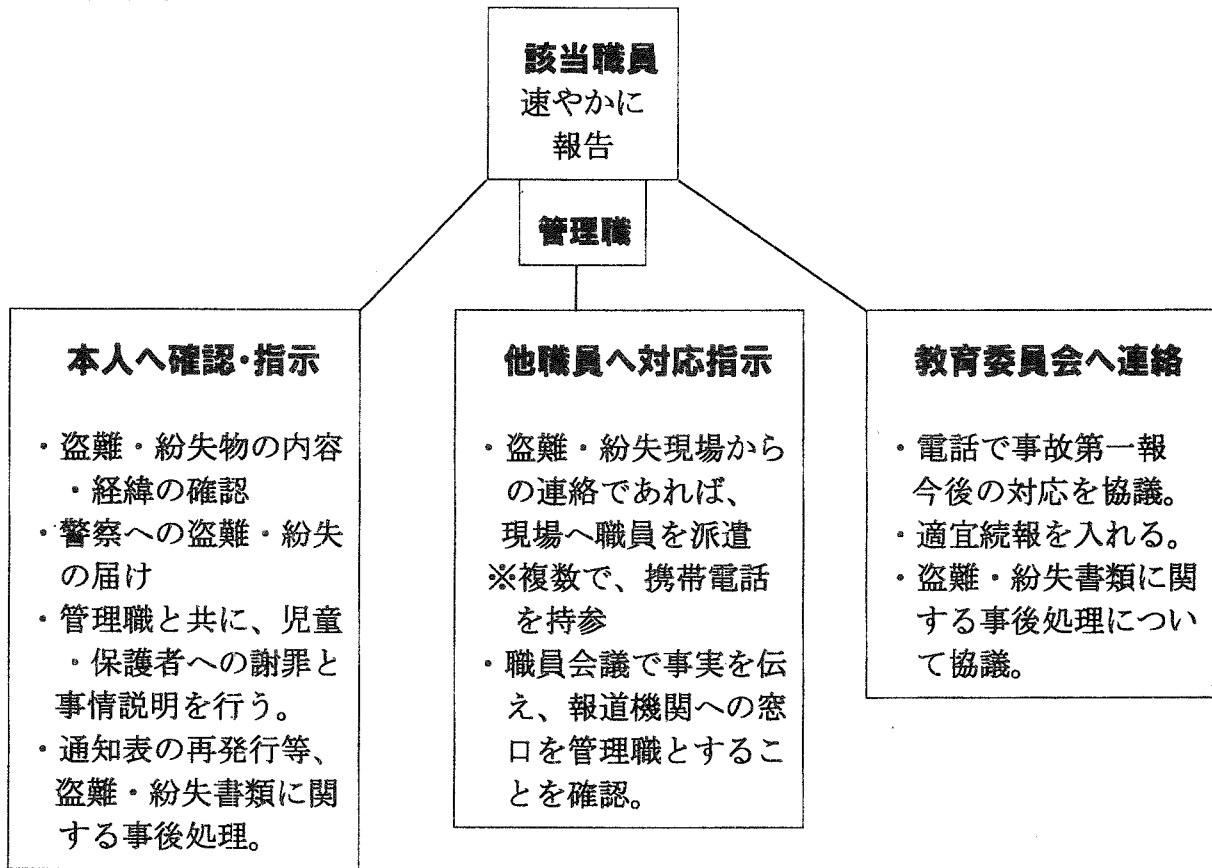 該当職員
速やかに
報告
管理職
本人へ確認・指示
・盗難・紛失物の内容
・経緯の確認
・警察への盗難・紛失
の届け
・管理職と共に、児童
・保護者への謝罪と
事情説明を行う。
・通知表の再発行等、
盗難・紛失書類に関
する事後処理。
他職員へ対応指示
・盗難・紛失現場から
の連絡であれば、
現場へ職員を派遣
※複数で、携帯電話
を持参
・職員会議で事実を伝
え、報道機関への窓
口を管理職とするこ
とを確認。
教育委員会へ連絡
・電話で事故第一報
今後の対応を協議。
・適宜続報を入れる。
・盗難・紛失書類に関
する事後処理につい
て協議。